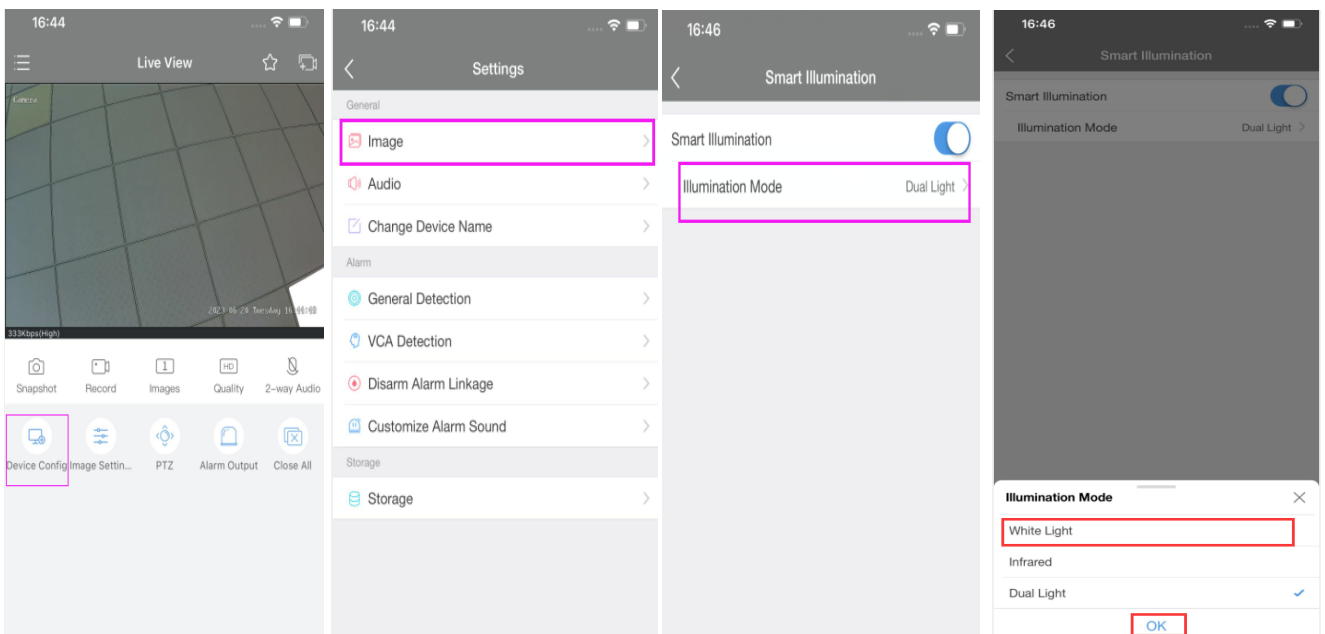 16:44
Live View
Camera
2023-06-20 Tuesday 16:44:40
333Kbps(High)
1
HD
Snapshot
Record
Images
Quality
2-way Audio
Device Config
Image Settin...
PTZ
Alarm Output
Close All
16:44
Settings
General
Image
Audio
Change Device Name
Alarm
General Detection
VCA Detection
Disarm Alarm Linkage
Customize Alarm Sound
Storage
Storage
16:46
Smart Illumination
Smart Illumination
Illumination Mode Dual Light
16:46
Smart Illumination
Smart Illumination
Illumination Mode Dual Light
Illumination Mode
White Light
Infrared
Dual Light
OK